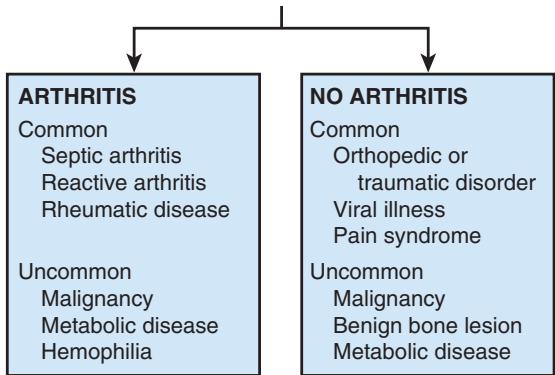 ARTHRITIS
Common
Septic arthritis
Reactive arthritis
Rheumatic disease
Uncommon
Malignancy
Metabolic disease
Hemophilia
NO ARTHRITIS
Common
Orthopedic or
traumatic disorder
Viral illness
Pain syndrome
Uncommon
Malignancy
Benign bone lesion
Metabolic disease